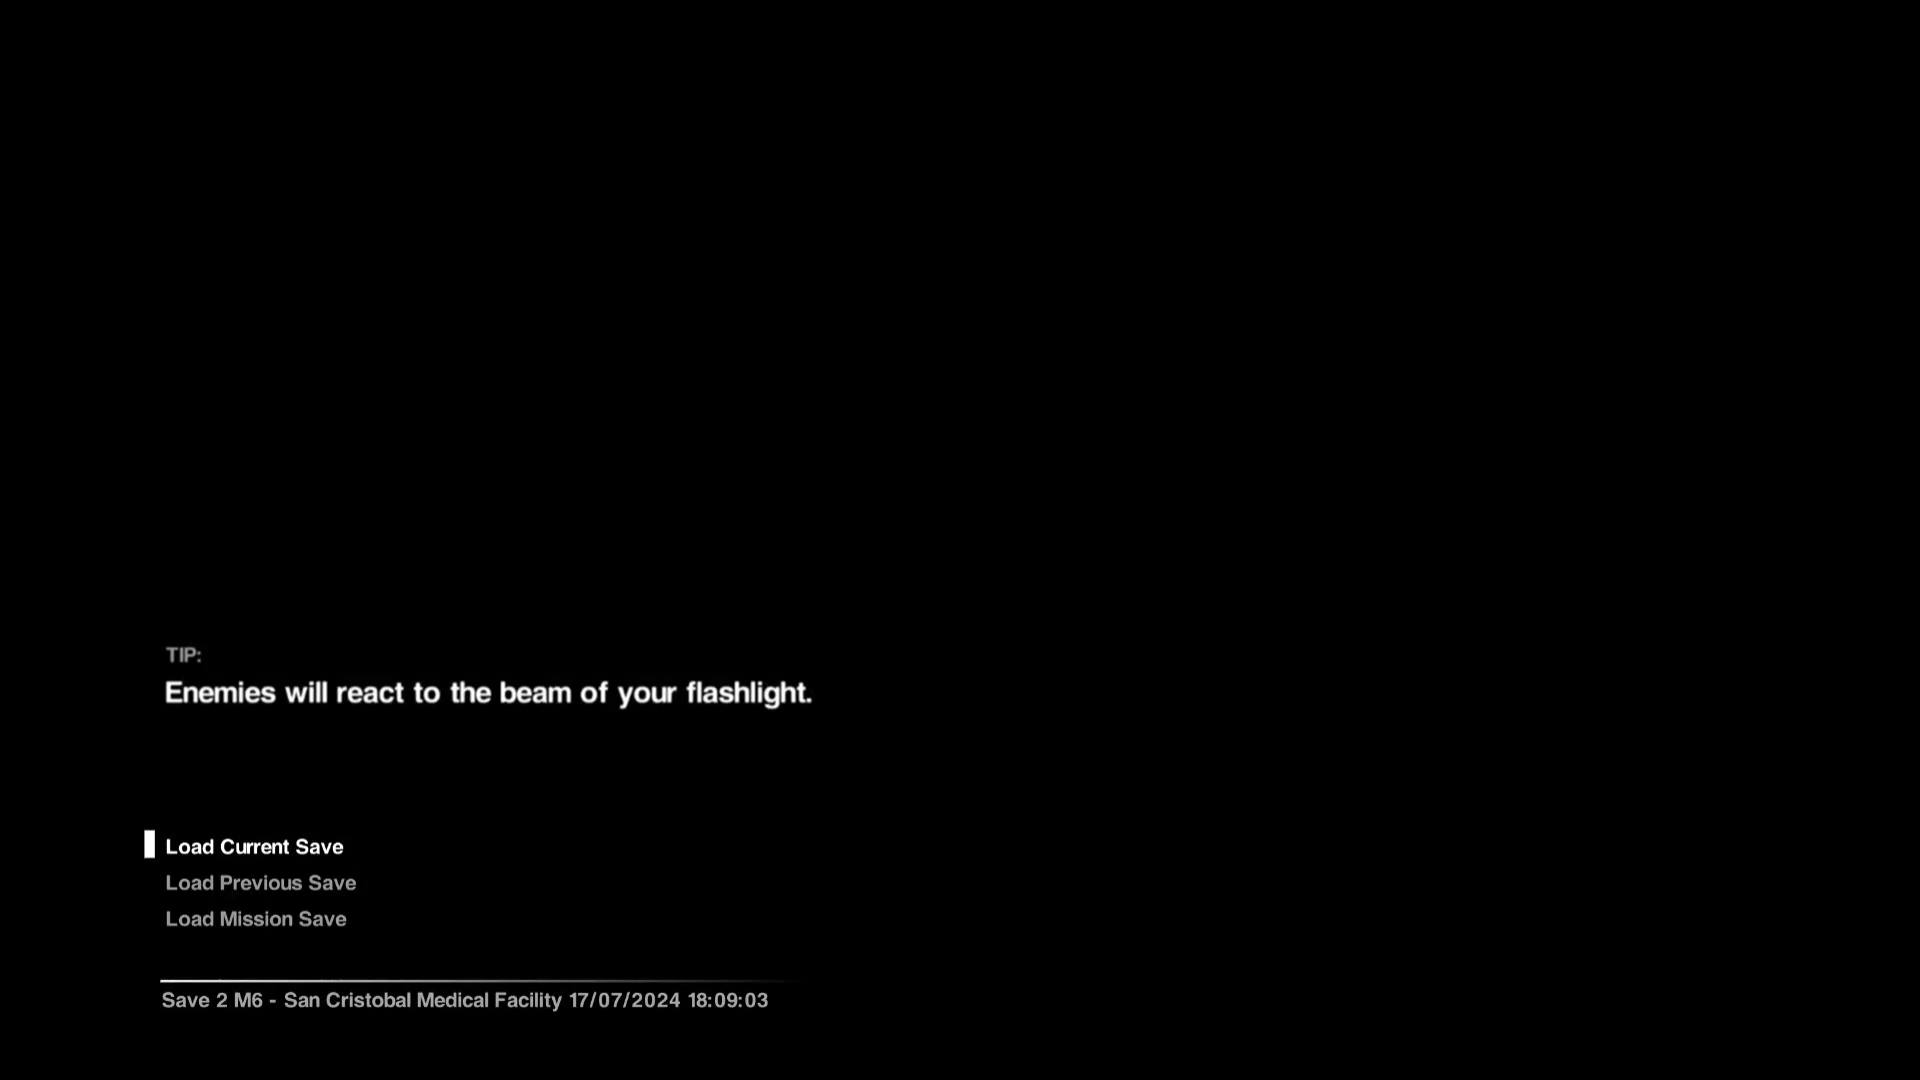 TIP:
Enemies will react to the beam of your flashlight.
Load Current Save
Load Previous Save
Load Mission Save
Save 2 M6 - San Cristobal Medical Facility 17/07/2024 18:09:03